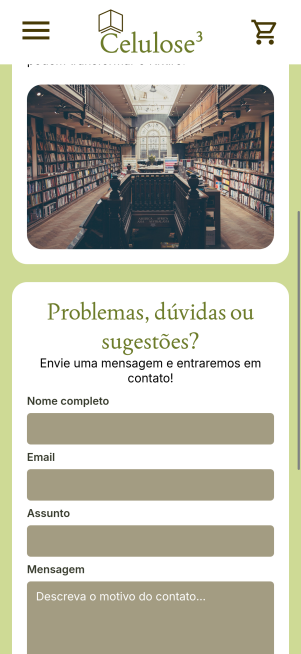 Celulose³
Problemas, dúvidas ou
sugestões?
Envie uma mensagem e entraremos em
contato!
Nome completo
Email
Assunto
Mensagem
Descreva o motivo do contato...